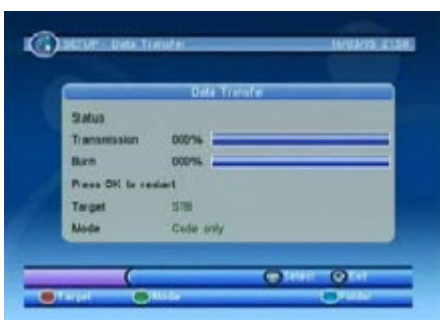 SETUP - Data Transfer 16/03/05 21:58
Data Transfer
Status
Transmission 000%
Burn 000%
Press OK to restart
Target STB
Mode Code only
Select Exit
Target Mode Folder